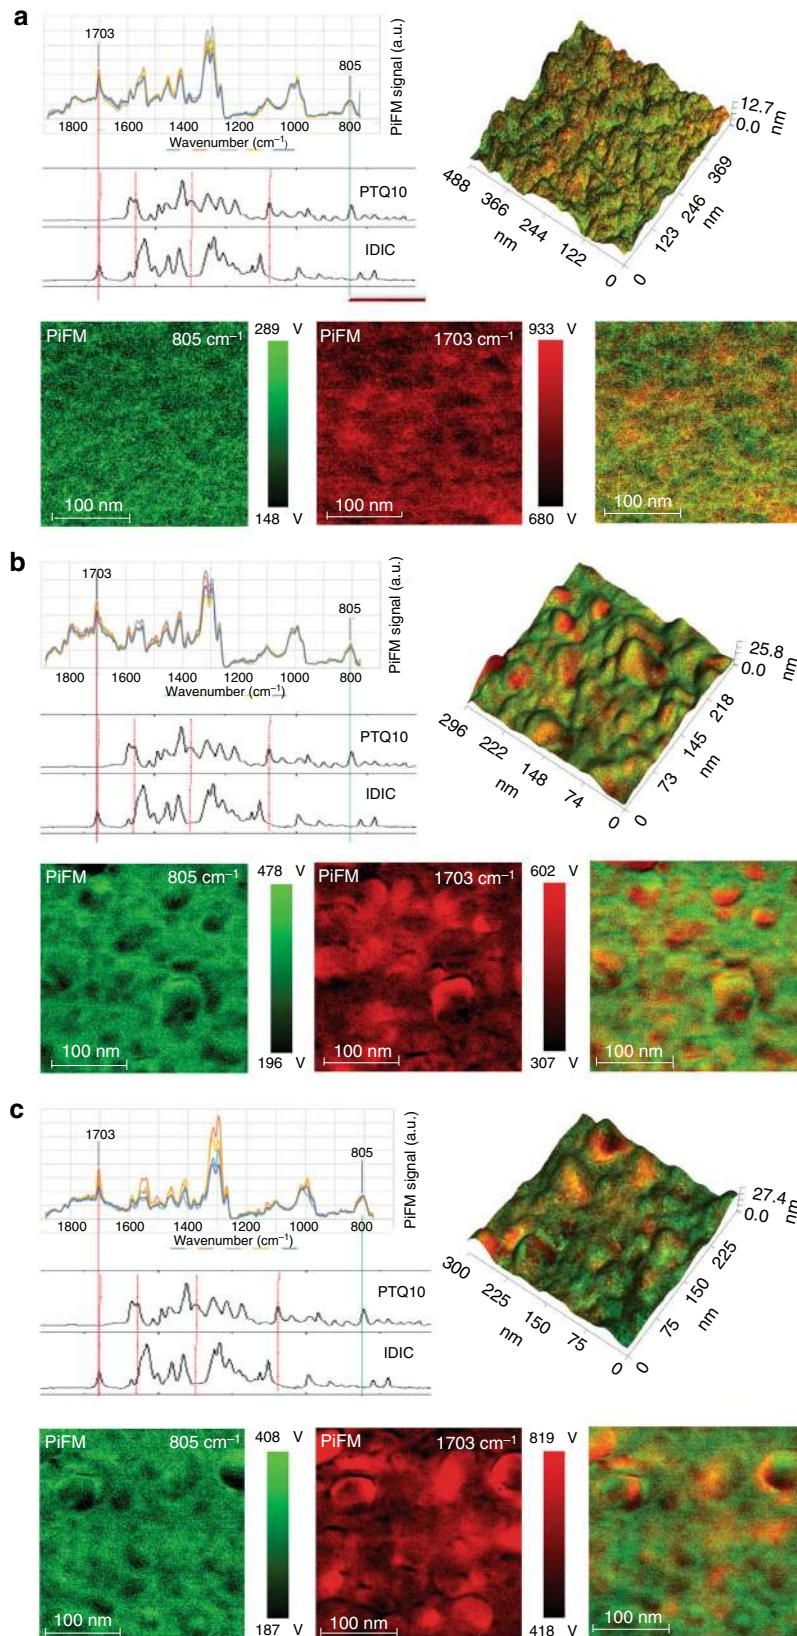 a
1703
805
PiFM signal (a.u.)
1800 1600 1400 1200 1000 800
Wavenumber (cm⁻¹)
PTQ10
IDIC
12.7
0.0
nm
488 366 244 122 0
nm
0 123 246 369
nm
PiFM 805 cm⁻¹
100 nm
289 V
148 V
PiFM 1703 cm⁻¹
100 nm
933 V
680 V
100 nm
b
1703
805
PiFM signal (a.u.)
1800 1600 1400 1200 1000 800
Wavenumber (cm⁻¹)
PTQ10
IDIC
25.8
0.0
nm
296 222 148 74 0
nm
0 73 145 218
nm
PiFM 805 cm⁻¹
100 nm
478 V
196 V
PiFM 1703 cm⁻¹
100 nm
602 V
307 V
100 nm
c
1703
805
PiFM signal (a.u.)
1800 1600 1400 1200 1000 800
Wavenumber (cm⁻¹)
PTQ10
IDIC
27.4
0.0
nm
300 225 150 75 0
nm
0 75 150 225
nm
PiFM 805 cm⁻¹
100 nm
408 V
187 V
PiFM 1703 cm⁻¹
100 nm
819 V
418 V
100 nm